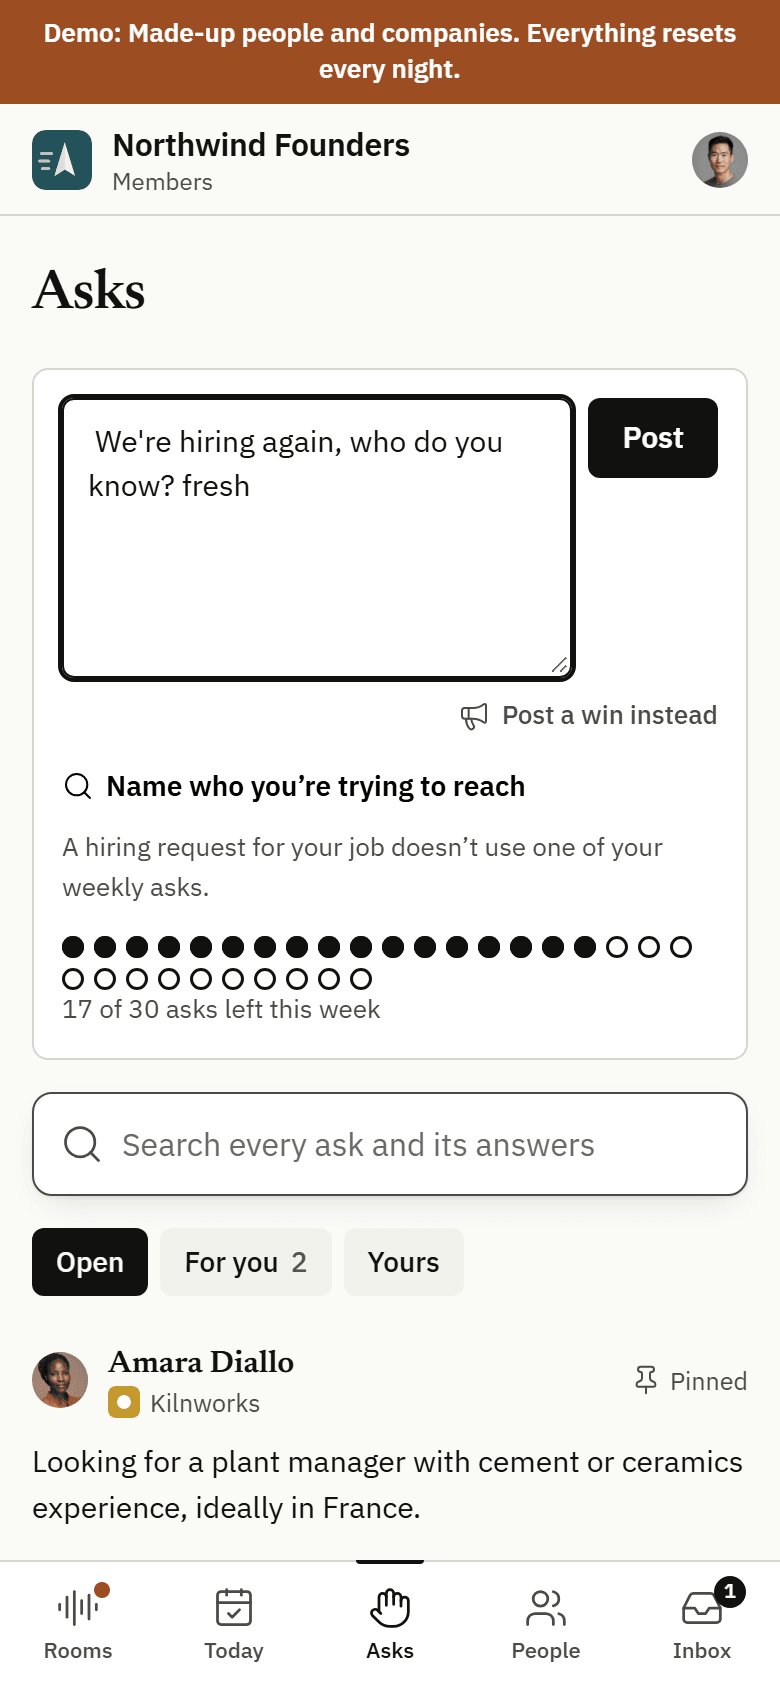 Demo: Made-up people and companies. Everything resets
every night.
Northwind Founders
Members
Asks
We're hiring again, who do you
know? fresh
Post
Post a win instead
Name who you’re trying to reach
A hiring request for your job doesn’t use one of your
weekly asks.
17 of 30 asks left this week
Search every ask and its answers
Open
For you 2
Yours
Amara Diallo
Kilnworks
Pinned
Looking for a plant manager with cement or ceramics
experience, ideally in France.
Rooms
Today
Asks
People
1
Inbox